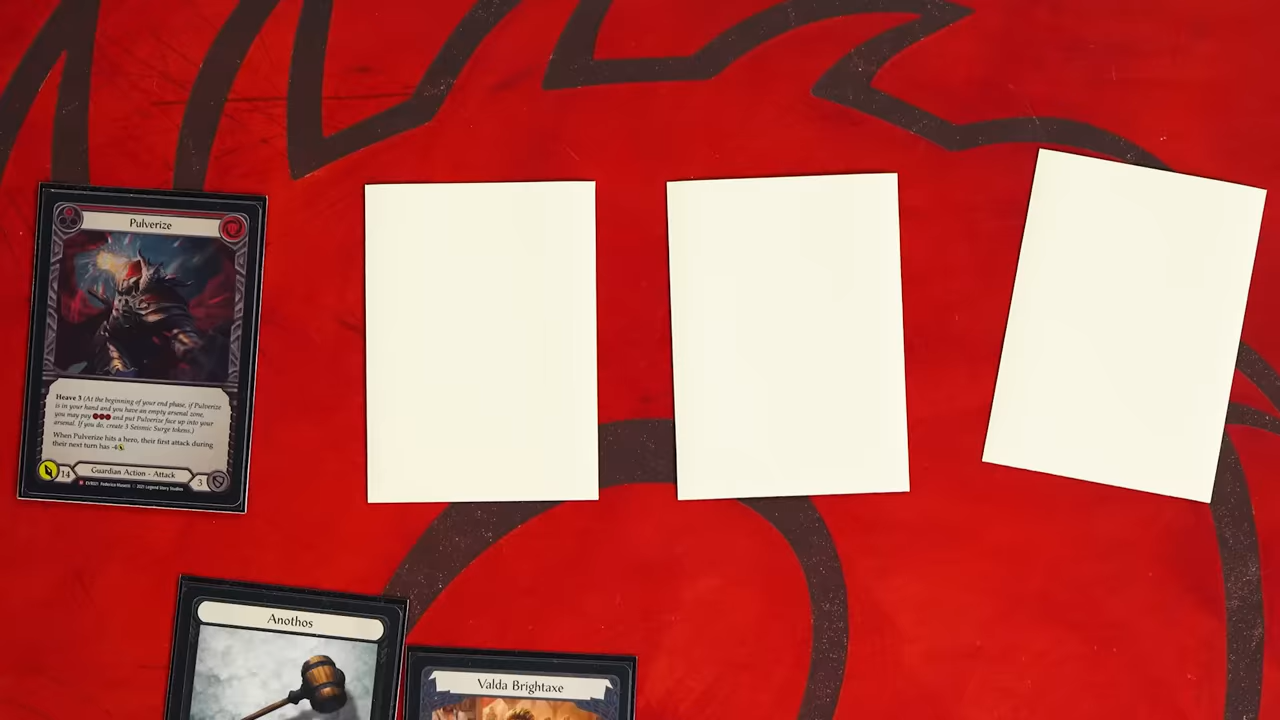 Pulverize
Heave 3 (At the beginning of your end phase, if Pulverize
is in your hand and you have an empty arsenal zone,
you may pay and put Pulverize face up into your
arsenal. If you do, create 3 Seismic Surge tokens.)
When Pulverize hits a hero, their first attack during
their next turn has -4
14
Guardian Action - Attack
3
Anothos
Valda Brightaxe